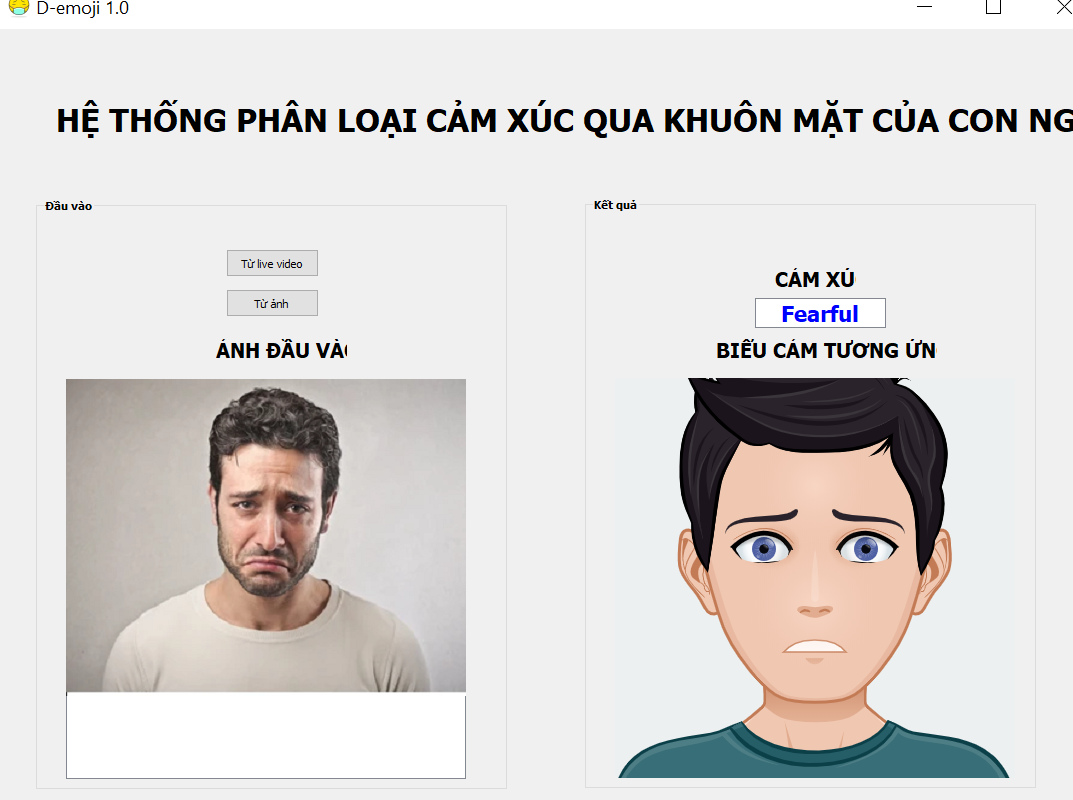 D-emoji 1.0
HỆ THỐNG PHÂN LOẠI CẢM XÚC QUA KHUÔN MẶT CỦA CON NG
Đầu vào
Từ live video
Từ ảnh
ẢNH ĐẦU VÀO
Kết quả
CẢM XÚ
Fearful
BIỂU CẢM TƯƠNG ỨN